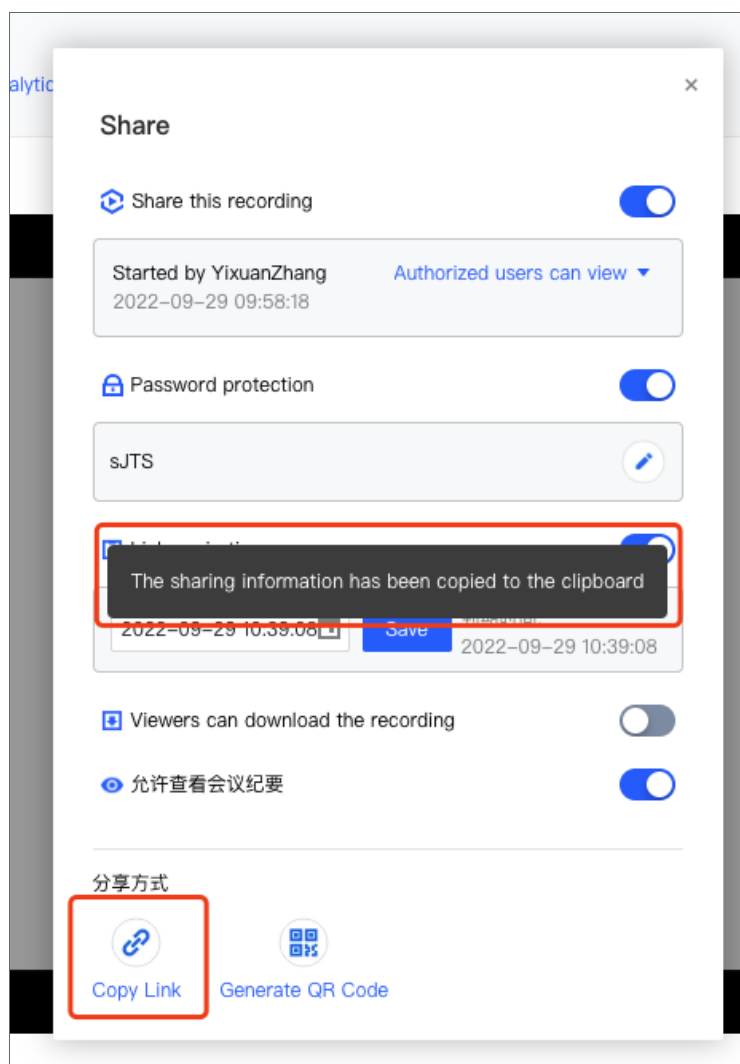 alytic
×
Share
Share this recording
Started by YixuanZhang
Authorized users can view
2022-09-29 09:58:18
Password protection
sJTS
The sharing information has been copied to the clipboard
2022-09-29 10:39:08
Save
2022-09-29 10:39:08
Viewers can download the recording
允许查看会议纪要
分享方式
Copy Link
Generate QR Code